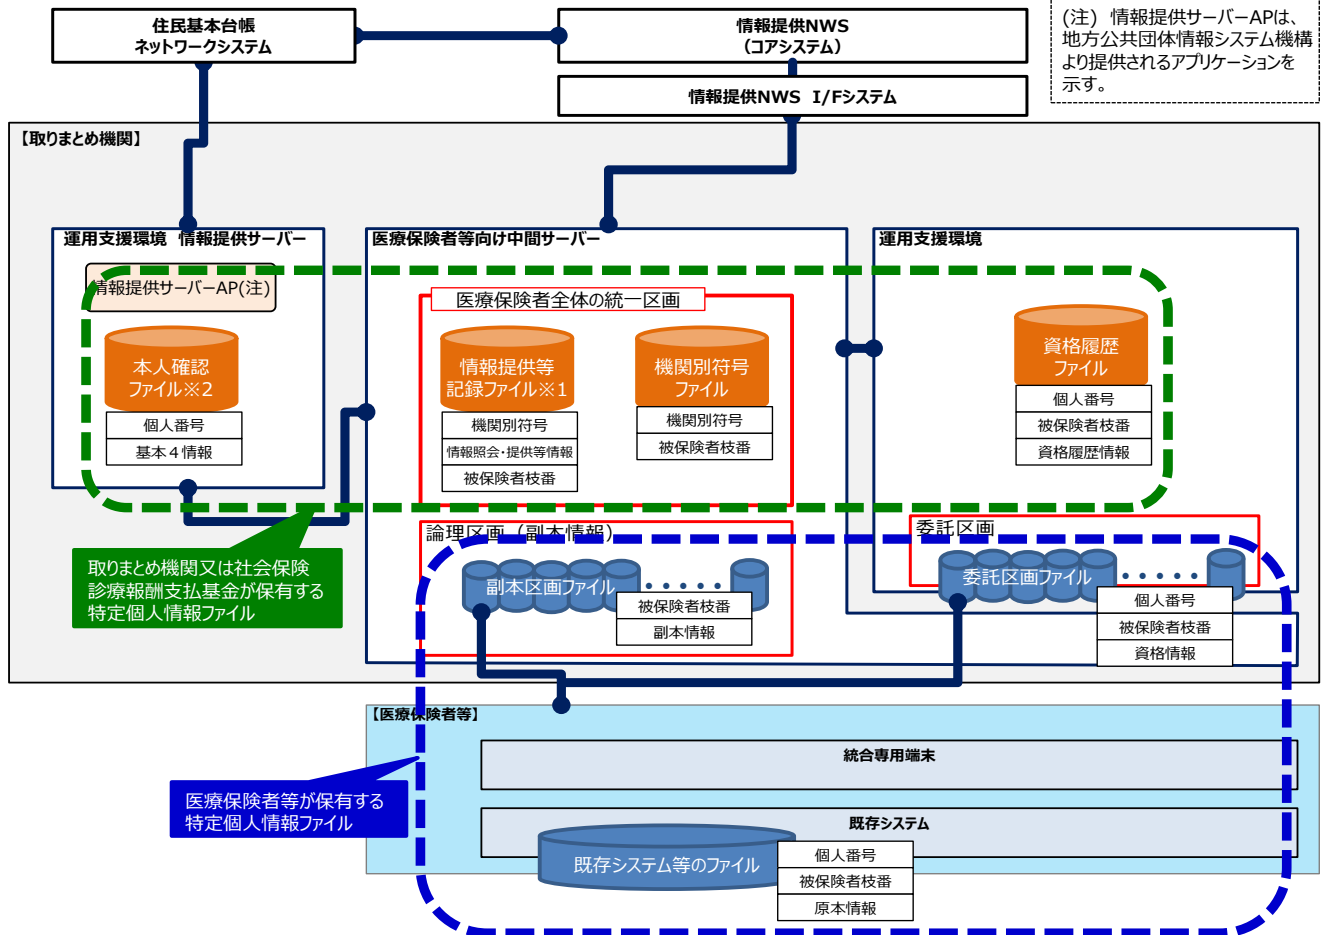 住民基本台帳
ネットワークシステム
情報提供NWS
（コアシステム）
(注) 情報提供サーバーAPは、
地方公共団体情報システム機構
より提供されるアプリケーションを
示す。
情報提供NWS I/Fシステム
【取りまとめ機関】
運用支援環境 情報提供サーバー
医療保険者等向け中間サーバー
運用支援環境
情報提供サーバーAP(注)
医療保険者全体の統一区画
本人確認
ファイル※2
個人番号
基本４情報
情報提供等
記録ファイル※1
機関別符号
情報照会・提供等情報
被保険者枝番
機関別符号
ファイル
機関別符号
被保険者枝番
資格履歴
ファイル
個人番号
被保険者枝番
資格履歴情報
取りまとめ機関又は社会保険
診療報酬支払基金が保有する
特定個人情報ファイル
論理区画（副本情報）
副本区画ファイル
・・・・・
被保険者枝番
副本情報
委託区画
委託区画ファイル
・・・・・
個人番号
被保険者枝番
資格情報
【医療保険者等】
統合専用端末
医療保険者等が保有する
特定個人情報ファイル
既存システム
既存システム等のファイル
個人番号
被保険者枝番
原本情報